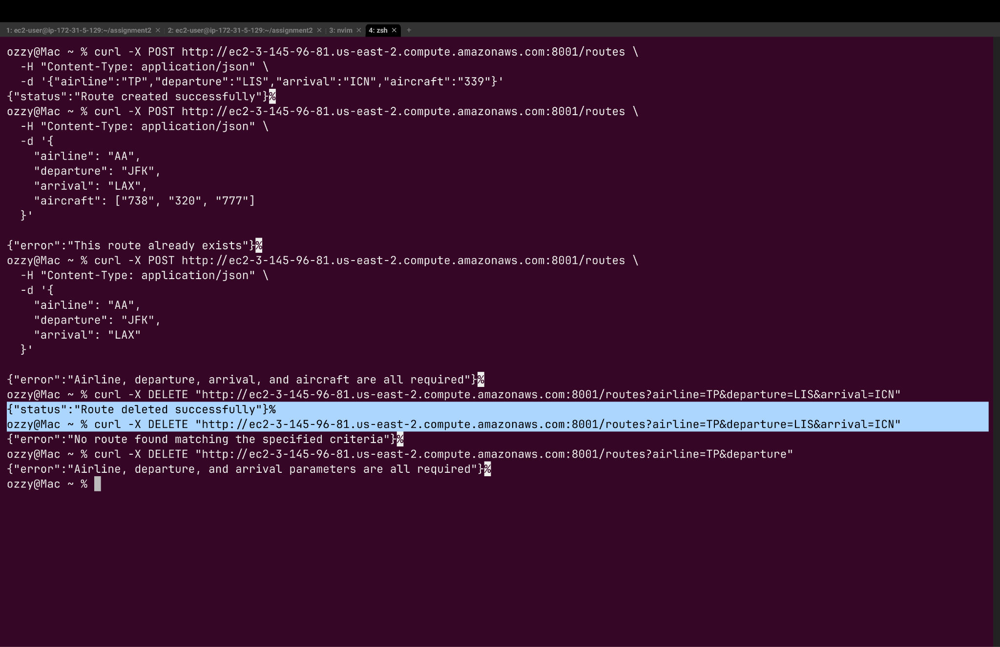 1: ec2-user@ip-172-31-5-129:~/assignment2 × 2: ec2-user@ip-172-31-5-129:~/assignment2 × 3: nvim × 4: zsh × +
ozzy@Mac ~ % curl -X POST http://ec2-3-145-96-81.us-east-2.compute.amazonaws.com:8001/routes \
  -H "Content-Type: application/json" \
  -d '{"airline":"TP","departure":"LIS","arrival":"ICN","aircraft":"339"}'
{"status":"Route created successfully"}%
ozzy@Mac ~ % curl -X POST http://ec2-3-145-96-81.us-east-2.compute.amazonaws.com:8001/routes \
  -H "Content-Type: application/json" \
  -d '{
    "airline": "AA",
    "departure": "JFK",
    "arrival": "LAX",
    "aircraft": ["738", "320", "777"]
  }'
{"error":"This route already exists"}%
ozzy@Mac ~ % curl -X POST http://ec2-3-145-96-81.us-east-2.compute.amazonaws.com:8001/routes \
  -H "Content-Type: application/json" \
  -d '{
    "airline": "AA",
    "departure": "JFK",
    "arrival": "LAX"
  }'
{"error":"Airline, departure, arrival, and aircraft are all required"}%
ozzy@Mac ~ % curl -X DELETE "http://ec2-3-145-96-81.us-east-2.compute.amazonaws.com:8001/routes?airline=TP&departure=LIS&arrival=ICN"
{"status":"Route deleted successfully"}%
ozzy@Mac ~ % curl -X DELETE "http://ec2-3-145-96-81.us-east-2.compute.amazonaws.com:8001/routes?airline=TP&departure=LIS&arrival=ICN"
{"error":"No route found matching the specified criteria"}%
ozzy@Mac ~ % curl -X DELETE "http://ec2-3-145-96-81.us-east-2.compute.amazonaws.com:8001/routes?airline=TP&departure"
{"error":"Airline, departure, and arrival parameters are all required"}%
ozzy@Mac ~ %